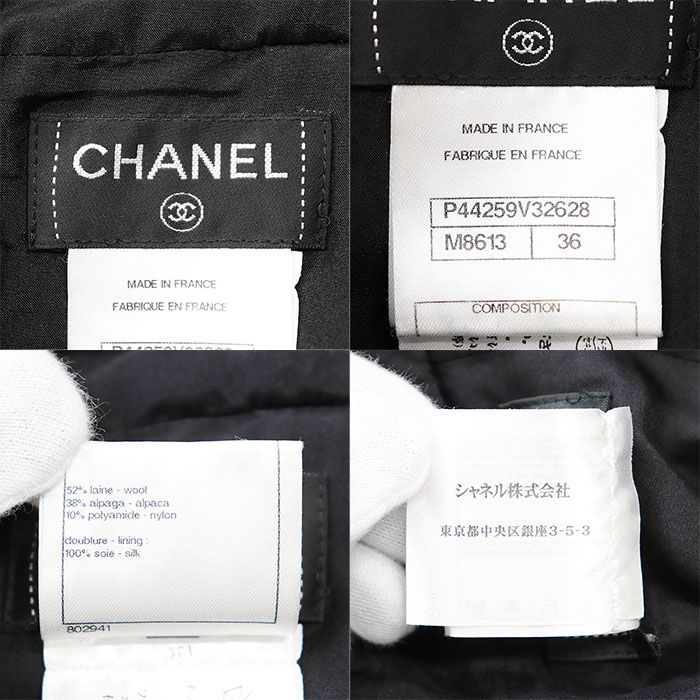 CHANEL
MADE IN FRANCE
FABRIQUE EN FRANCE
MADE IN FRANCE
FABRIQUE EN FRANCE
P44259V32628
M8613 36
COMPOSITION
52% laine - wool
38% alpaga - alpaca
10% polyamide - nylon
doublure - lining :
100% soie - silk
802941
シャネル株式会社
東京都中央区銀座3-5-3